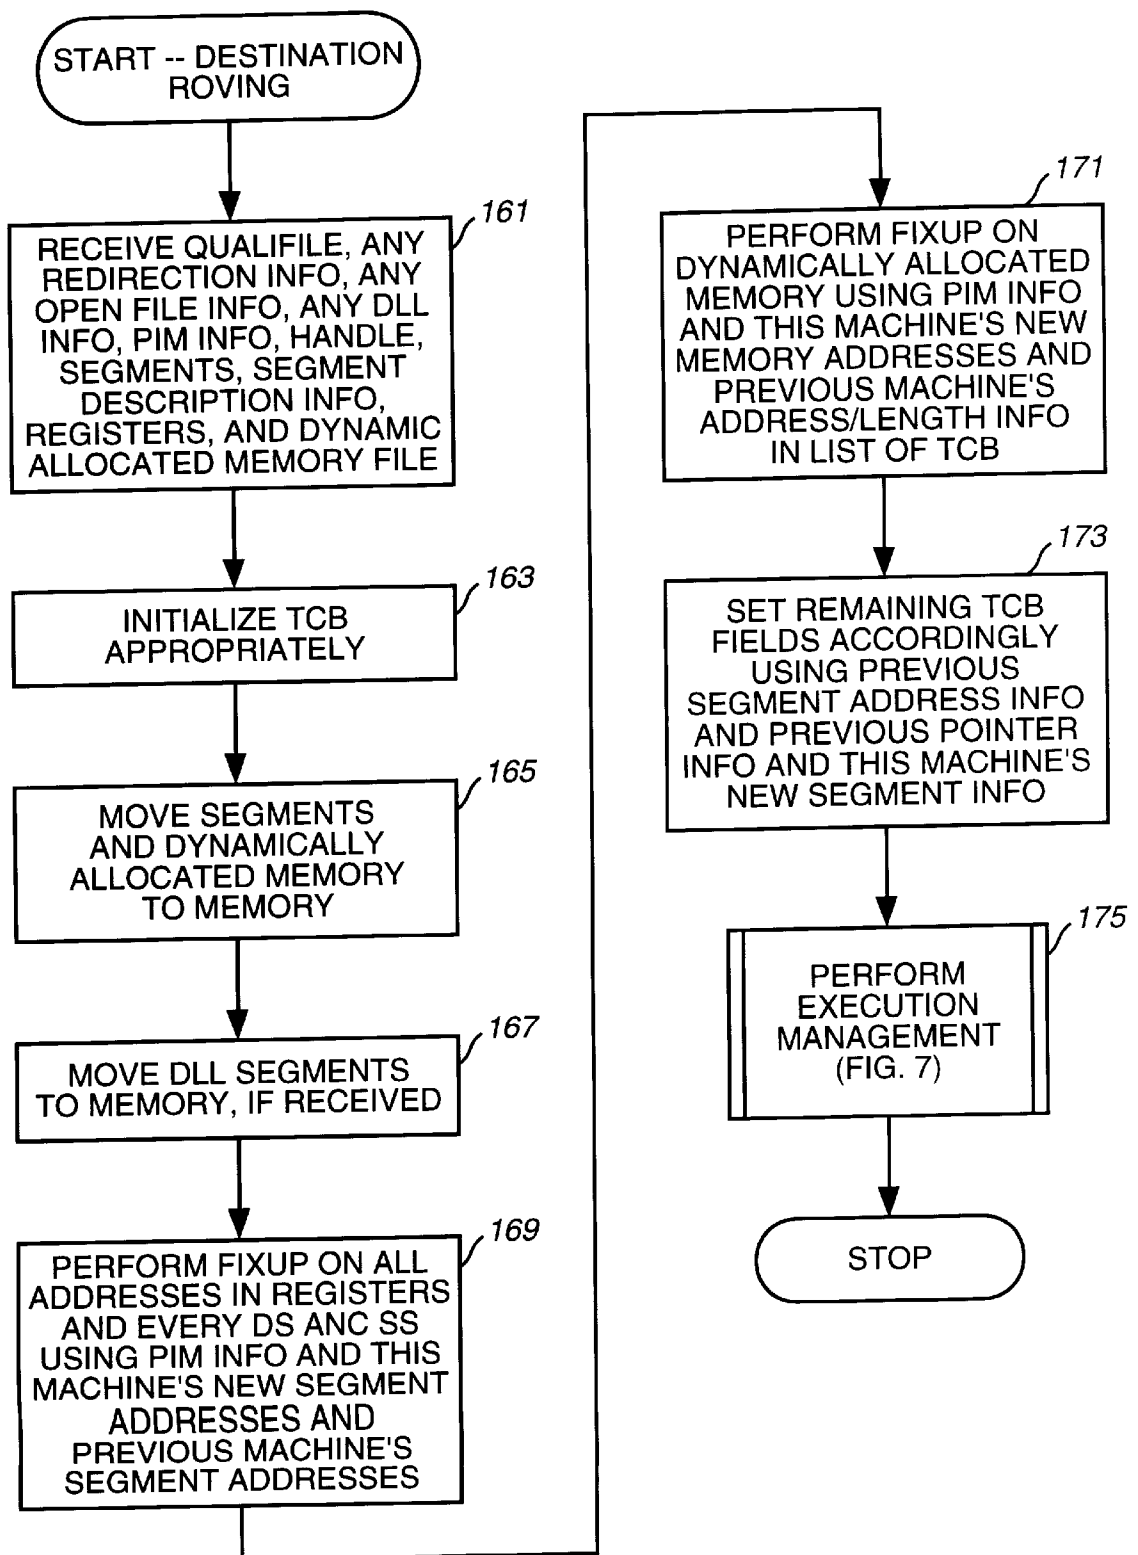 START -- DESTINATION
ROVING
161
RECEIVE QUALIFILE, ANY
REDIRECTION INFO, ANY
OPEN FILE INFO, ANY DLL
INFO, PIM INFO, HANDLE,
SEGMENTS, SEGMENT
DESCRIPTION INFO,
REGISTERS, AND DYNAMIC
ALLOCATED MEMORY FILE
163
INITIALIZE TCB
APPROPRIATELY
165
MOVE SEGMENTS
AND DYNAMICALLY
ALLOCATED MEMORY
TO MEMORY
167
MOVE DLL SEGMENTS
TO MEMORY, IF RECEIVED
169
PERFORM FIXUP ON ALL
ADDRESSES IN REGISTERS
AND EVERY DS ANC SS
USING PIM INFO AND THIS
MACHINE'S NEW SEGMENT
ADDRESSES AND
PREVIOUS MACHINE'S
SEGMENT ADDRESSES
171
PERFORM FIXUP ON
DYNAMICALLY ALLOCATED
MEMORY USING PIM INFO
AND THIS MACHINE'S NEW
MEMORY ADDRESSES AND
PREVIOUS MACHINE'S
ADDRESS/LENGTH INFO
IN LIST OF TCB
173
SET REMAINING TCB
FIELDS ACCORDINGLY
USING PREVIOUS
SEGMENT ADDRESS INFO
AND PREVIOUS POINTER
INFO AND THIS MACHINE'S
NEW SEGMENT INFO
175
PERFORM
EXECUTION
MANAGEMENT
(FIG. 7)
STOP